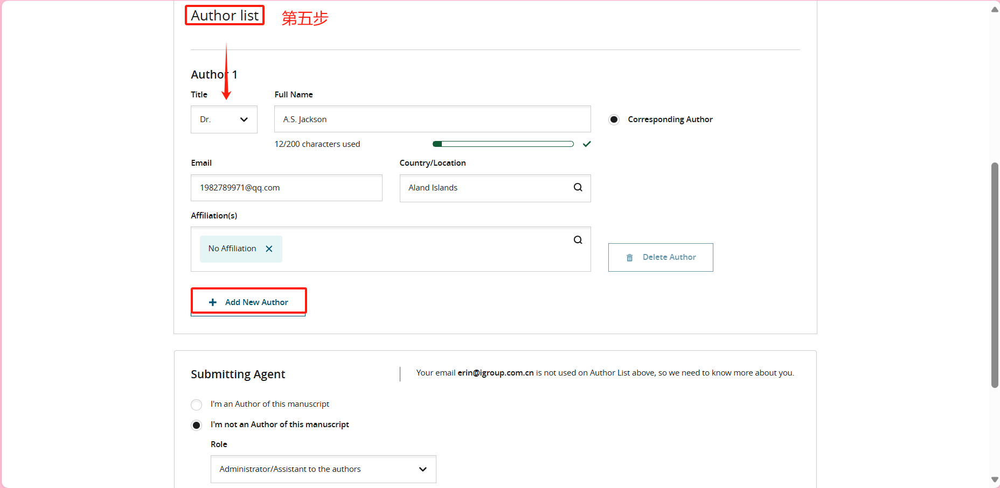 Author list 第五步
Author 1
Title Full Name
Dr. A.S. Jackson Corresponding Author
12/200 characters used
Email Country/Location
1982789971@qq.com Aland Islands
Affiliation(s)
No Affiliation
Delete Author
Add New Author
Submitting Agent Your email erin@igroup.com.cn is not used on Author List above, so we need to know more about you.
I'm an Author of this manuscript
I'm not an Author of this manuscript
Role
Administrator/Assistant to the authors